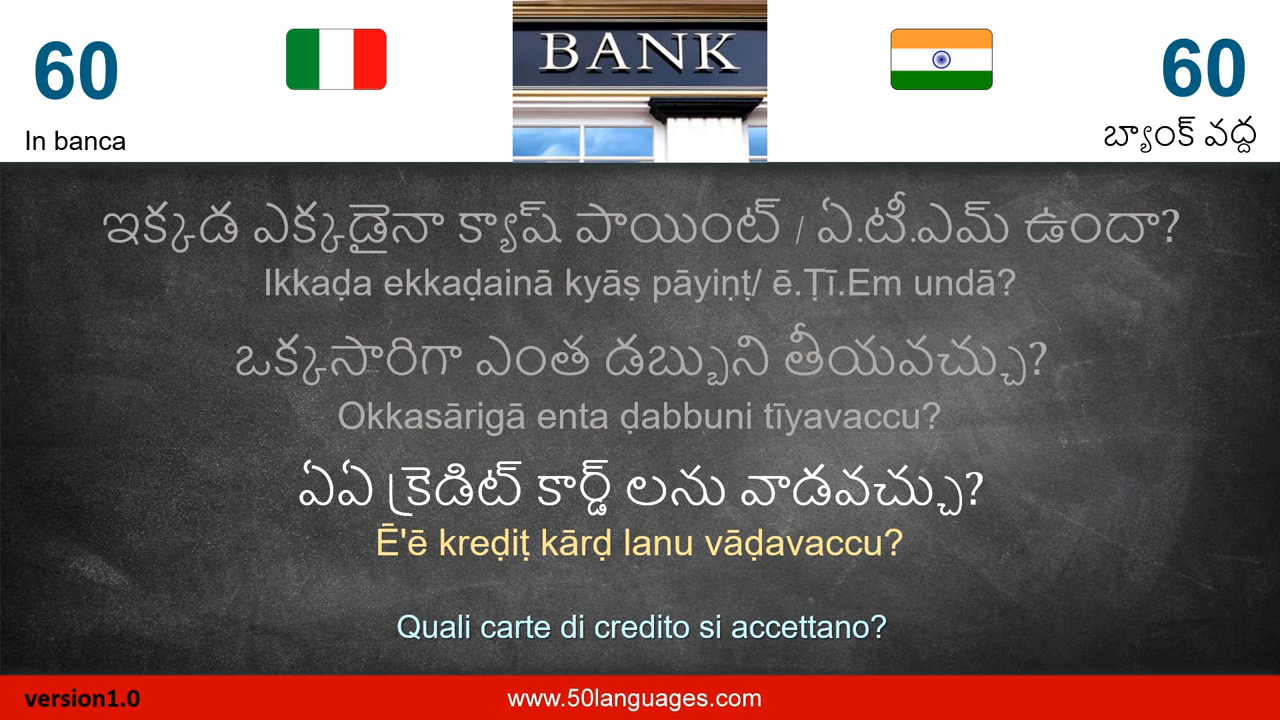 60
BANK
60
In banca
బ్యాంక్ వద్ద
ఇక్కడ ఎక్కడైనా క్యాష్ పాయింట్ / ఏ.టీ.ఎమ్ ఉందా?
Ikkaḍa ekkaḍainā kyāṣ pāyiṇṭ/ ē.Ṭī.Em undā?
ఒక్కసారిగా ఎంత డబ్బుని తీయవచ్చు?
Okkasārigā enta ḍabbuni tīyavaccu?
ఏఏ క్రెడిట్ కార్డ్ లను వాడవచ్చు?
Ē'ē kreḍiṭ kārḍ lanu vāḍavaccu?
Quali carte di credito si accettano?
version1.0
www.50languages.com